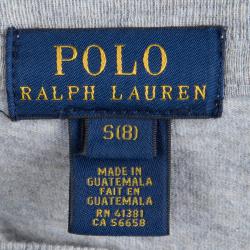 POLO
RALPH LAUREN
S(8)
MADE IN
GUATEMALA
FAIT EN
GUATEMALA
RN 41381
CA 56658